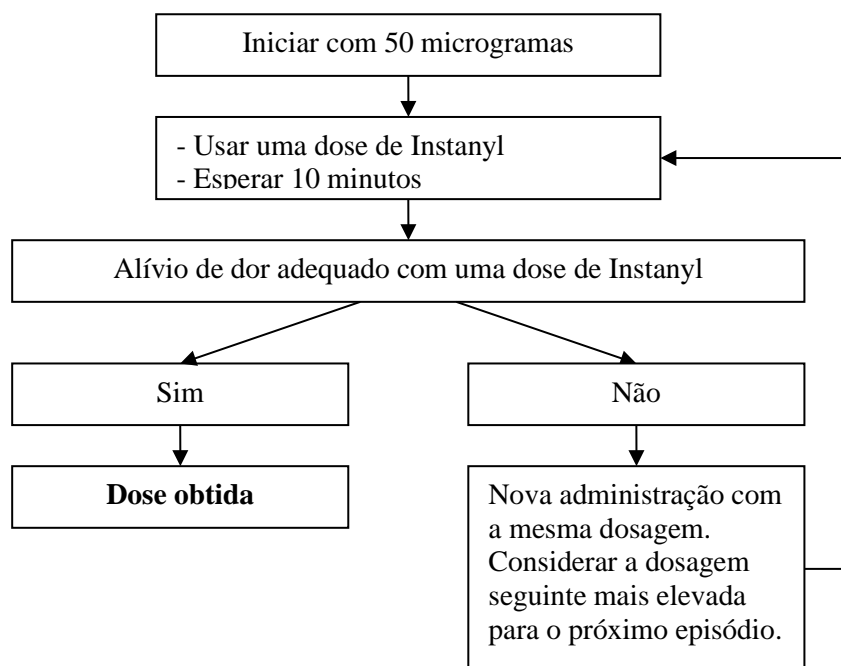 Iniciar com 50 microgramas
- Usar uma dose de Instanyl
- Esperar 10 minutos
Alívio de dor adequado com uma dose de Instanyl
Sim
Não
Dose obtida
Nova administração com
a mesma dosagem.
Considerar a dosagem
seguinte mais elevada
para o próximo episódio.